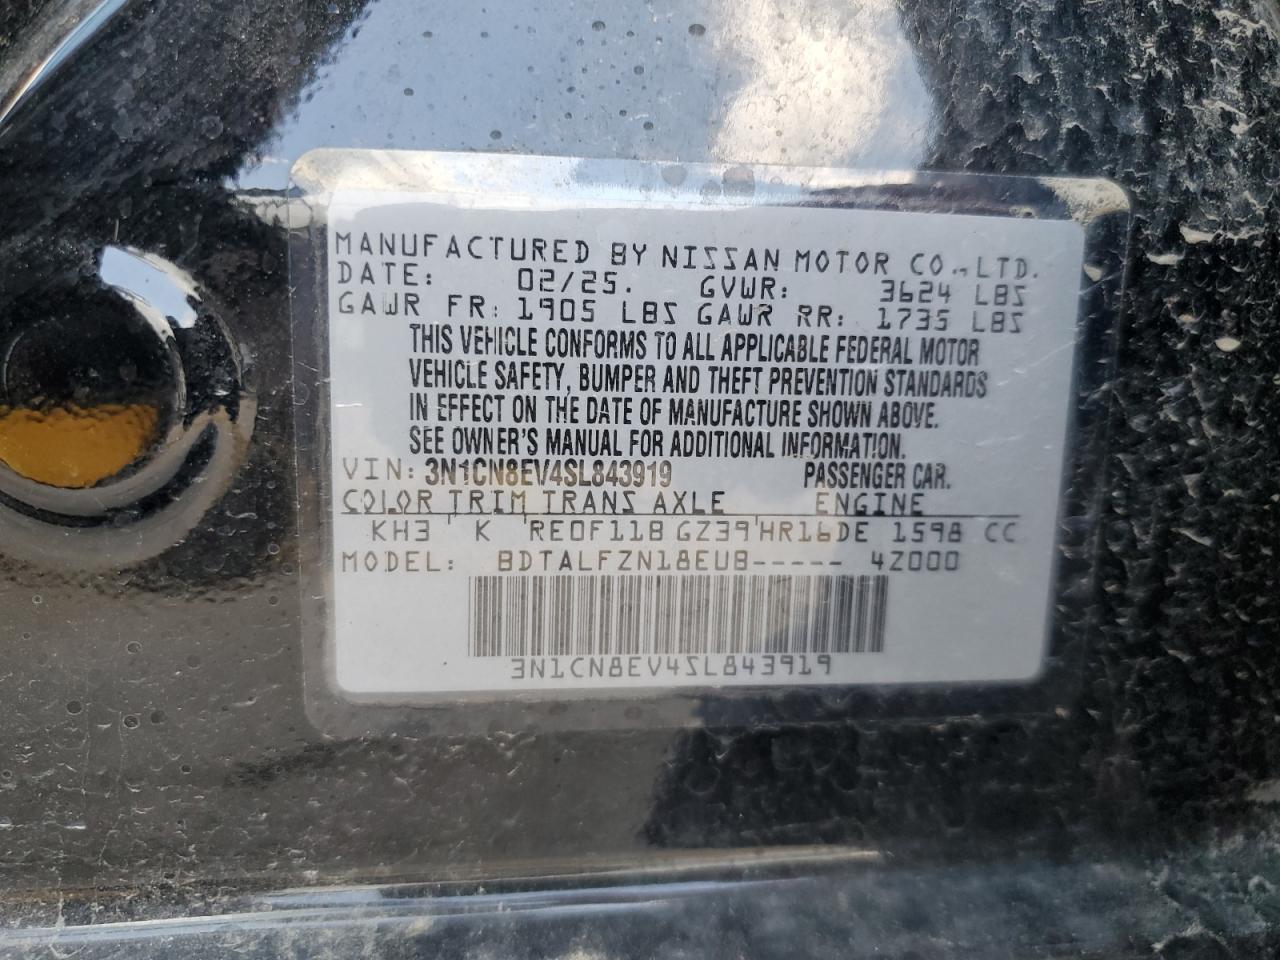 MANUFACTURED BY NISSAN MOTOR CO., LTD.
DATE: 02/25. GVWR: 3624 LBS
GAWR FR: 1905 LBS GAWR RR: 1735 LBS
THIS VEHICLE CONFORMS TO ALL APPLICABLE FEDERAL MOTOR
VEHICLE SAFETY, BUMPER AND THEFT PREVENTION STANDARDS
IN EFFECT ON THE DATE OF MANUFACTURE SHOWN ABOVE.
SEE OWNER'S MANUAL FOR ADDITIONAL INFORMATION.
VIN: 3N1CN8EV4SL843919 PASSENGER CAR.
COLOR TRIM TRANS AXLE ENGINE
KH3 ' K RE0F11B GZ39'HR16DE 1598 CC
MODEL: BDTALFZN18EUB----- 4Z000
3N1CN8EV4SL843919